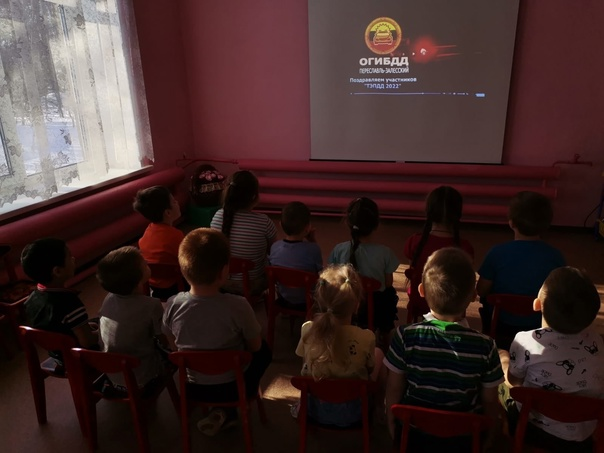 ОГИБДД
ПЕРЕСЛАВЛЬ-ЗАЛЕССКИЙ
Поздравляем участников
"ТЭПДД 2022"